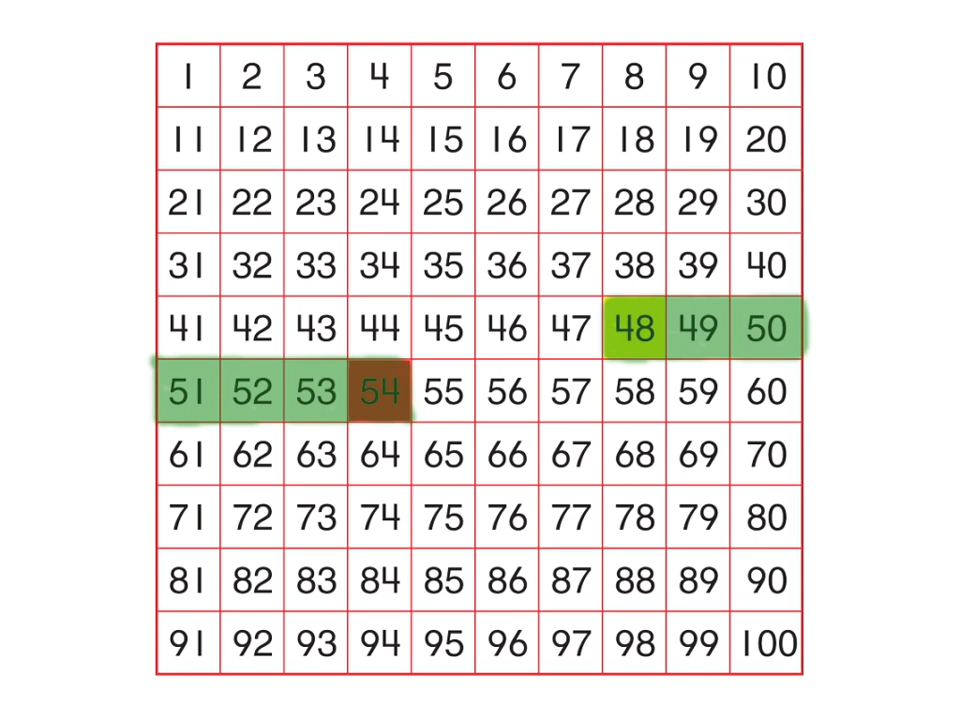 1 2 3 4 5 6 7 8 9 10
11 12 13 14 15 16 17 18 19 20
21 22 23 24 25 26 27 28 29 30
31 32 33 34 35 36 37 38 39 40
41 42 43 44 45 46 47 48 49 50
51 52 53 54 55 56 57 58 59 60
61 62 63 64 65 66 67 68 69 70
71 72 73 74 75 76 77 78 79 80
81 82 83 84 85 86 87 88 89 90
91 92 93 94 95 96 97 98 99 100